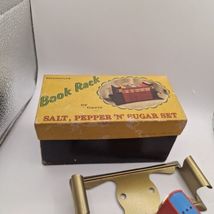 Book Rack
SALT, PEPPER 'N' SUGAR SET